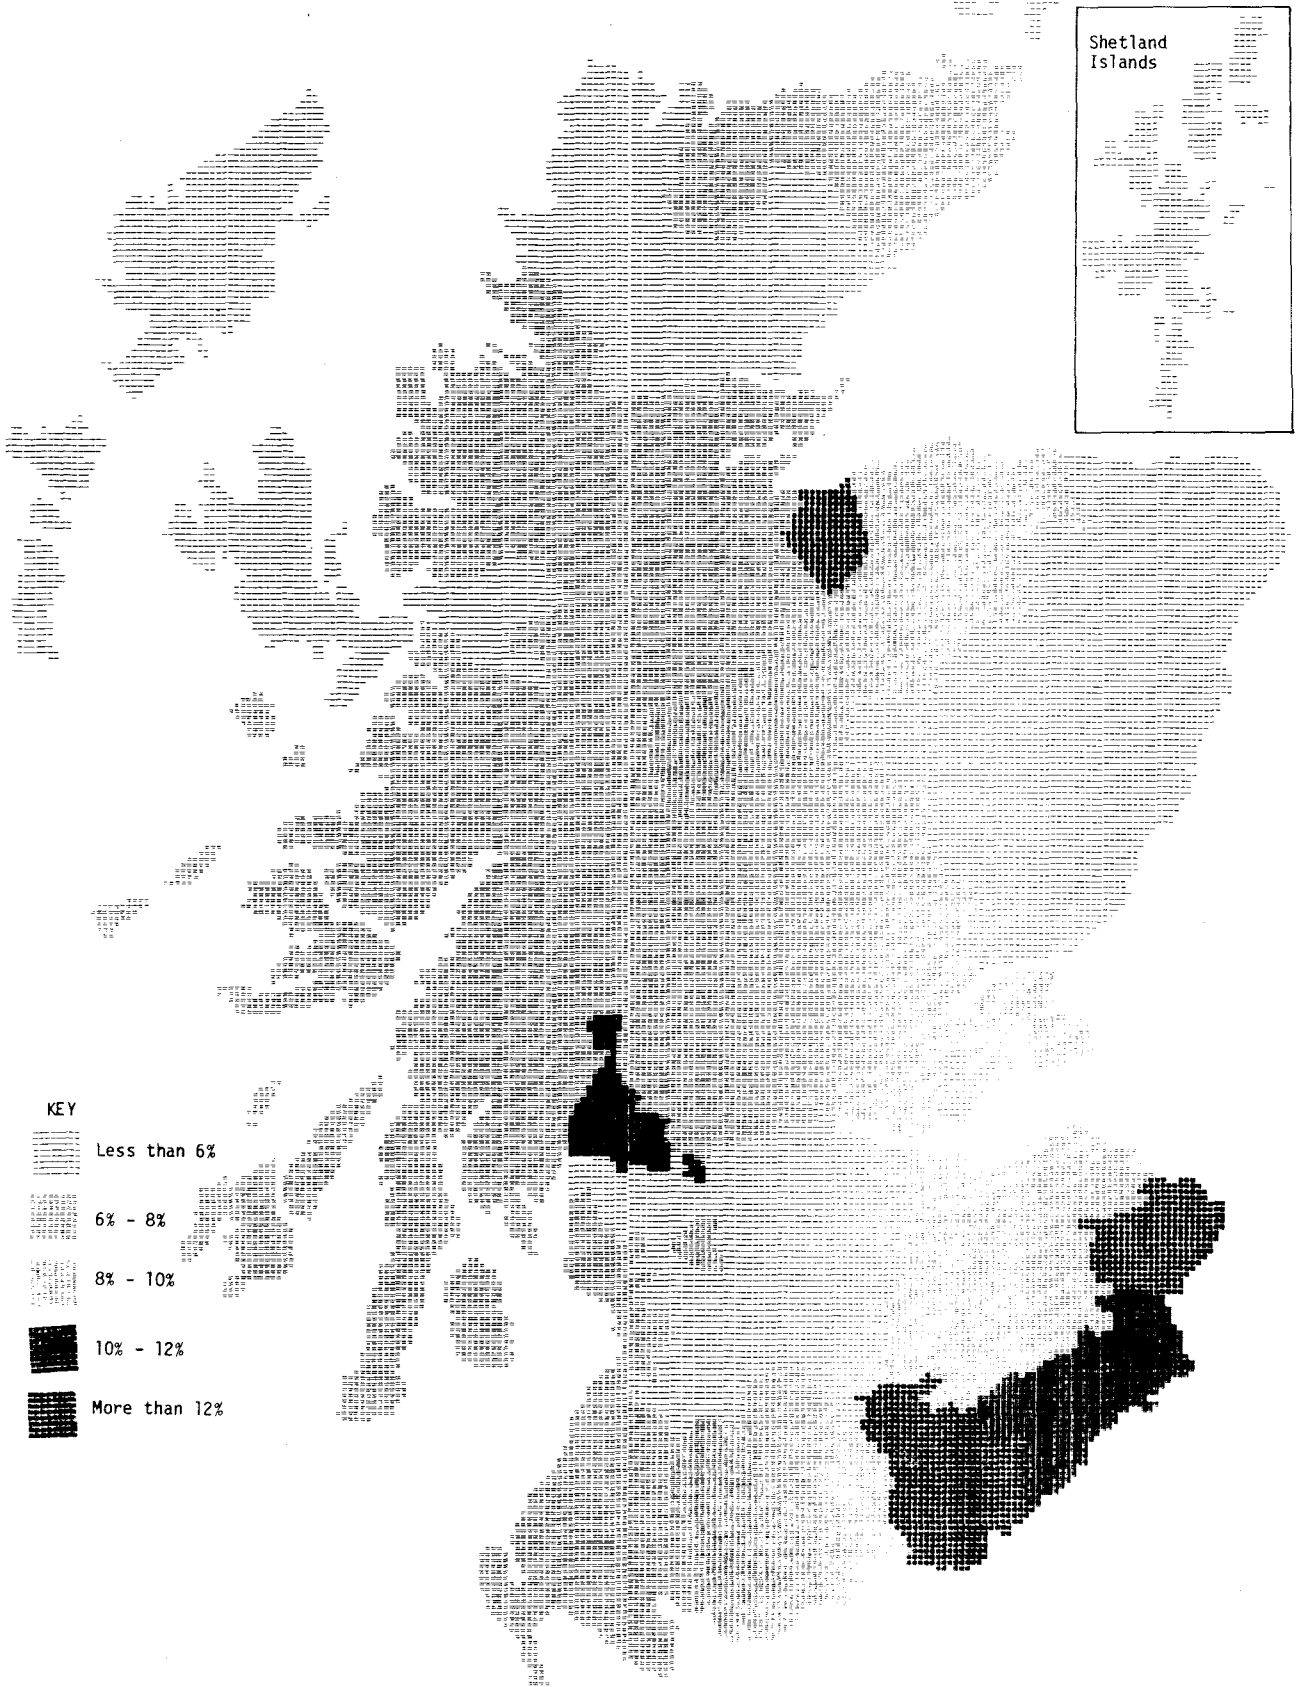 Shetland
Islands
KEY
Less than 6%
6% - 8%
8% - 10%
10% - 12%
More than 12%